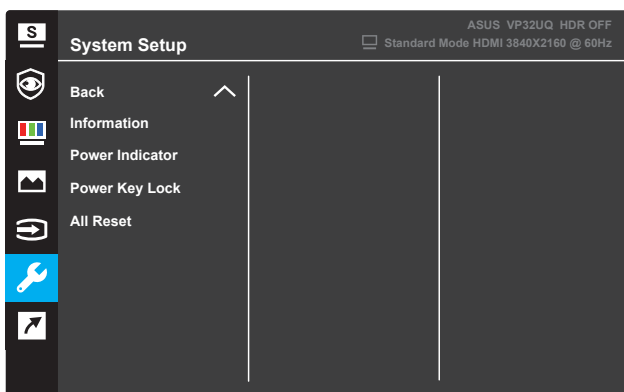 S
ASUS VP32UQ HDR OFF
System Setup
Standard Mode HDMI 3840X2160 @ 60Hz
Back
Information
Power Indicator
Power Key Lock
All Reset